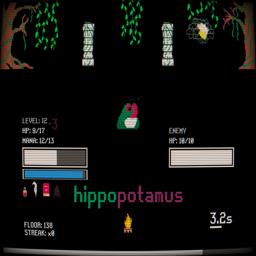 LEVEL: 12
3
HP: 9/17
MANA: 12/13
ENEMY
HP: 10/10
hippopotamus
FLOOR: 138
STREAK: x0
3.2s